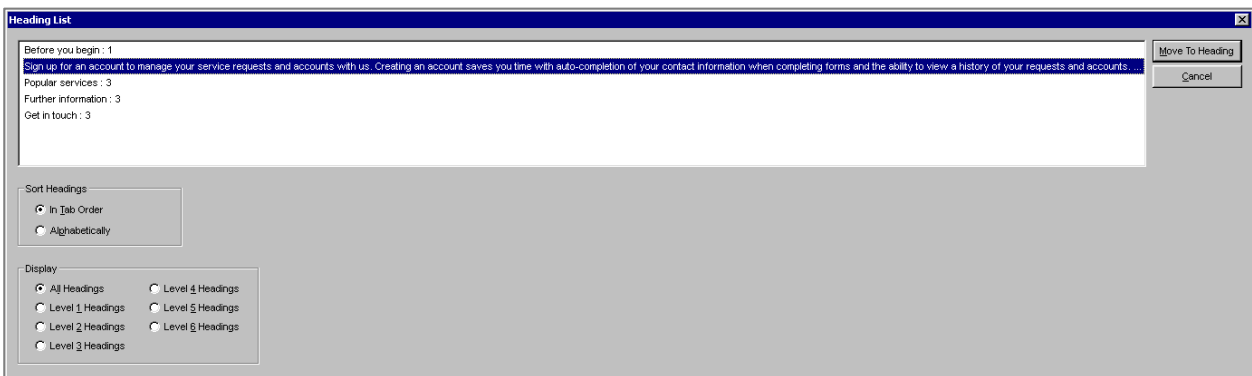 Heading List
Before you begin : 1
Sign up for an account to manage your service requests and accounts with us. Creating an account saves you time with auto-completion of your contact information when completing forms and the ability to view a history of your requests and accounts. ...
Popular services : 3
Further information : 3
Get in touch : 3
Move To Heading
Cancel
Sort Headings
In Tab Order
Alphabetically
Display
All Headings
Level 4 Headings
Level 1 Headings
Level 5 Headings
Level 2 Headings
Level 6 Headings
Level 3 Headings